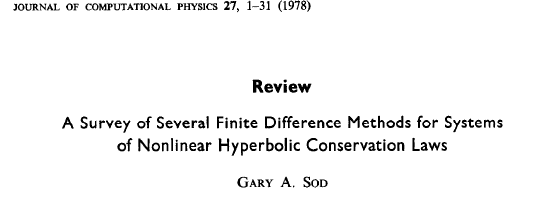 JOURNAL OF COMPUTATIONAL PHYSICS 27, 1–31 (1978)
Review
A Survey of Several Finite Difference Methods for Systems
of Nonlinear Hyperbolic Conservation Laws
GARY A. SOD